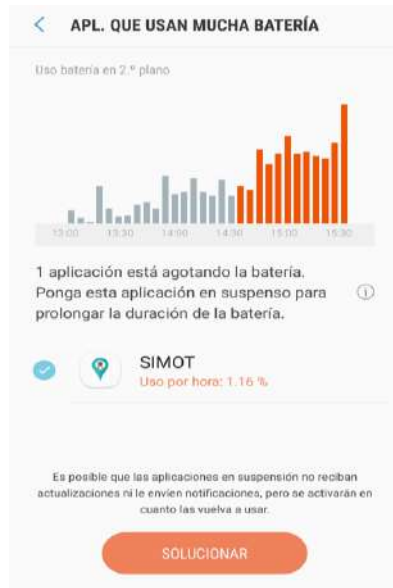 APL. QUE USAN MUCHA BATERÍA
Uso batería en 2.º plano
13:00 13:30 14:00 14:30 15:00 15:30
1 aplicación está agotando la batería.
Ponga esta aplicación en suspenso para
prolongar la duración de la batería.
SIMOT
Uso por hora: 1.16 %
Es posible que las aplicaciones en suspensión no reciban
actualizaciones ni le envíen notificaciones, pero se activarán en
cuanto las vuelva a usar.
SOLUCIONAR